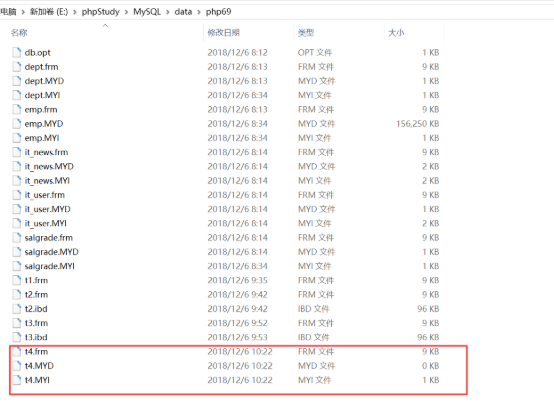 电脑 › 新加卷 (E:) › phpStudy › MySQL › data › php69
名称 修改日期 类型 大小
db.opt 2018/12/6 8:12 OPT 文件 1 KB
dept.frm 2018/12/6 8:14 FRM 文件 9 KB
dept.MYD 2018/12/6 8:14 MYD 文件 1 KB
dept.MYI 2018/12/6 8:34 MYI 文件 1 KB
emp.frm 2018/12/6 8:14 FRM 文件 9 KB
emp.MYD 2018/12/6 8:34 MYD 文件 156,250 KB
emp.MYI 2018/12/6 8:34 MYI 文件 1 KB
it_news.frm 2018/12/6 8:14 FRM 文件 9 KB
it_news.MYD 2018/12/6 8:14 MYD 文件 2 KB
it_news.MYI 2018/12/6 8:14 MYI 文件 2 KB
it_user.frm 2018/12/6 8:14 FRM 文件 9 KB
it_user.MYD 2018/12/6 8:14 MYD 文件 1 KB
it_user.MYI 2018/12/6 8:14 MYI 文件 2 KB
salgrade.frm 2018/12/6 8:14 FRM 文件 9 KB
salgrade.MYD 2018/12/6 8:14 MYD 文件 1 KB
salgrade.MYI 2018/12/6 8:34 MYI 文件 1 KB
t1.frm 2018/12/6 9:35 FRM 文件 9 KB
t2.frm 2018/12/6 9:42 FRM 文件 9 KB
t2.ibd 2018/12/6 9:42 IBD 文件 96 KB
t3.frm 2018/12/6 9:52 FRM 文件 9 KB
t3.ibd 2018/12/6 9:53 IBD 文件 96 KB
t4.frm 2018/12/6 10:22 FRM 文件 9 KB
t4.MYD 2018/12/6 10:22 MYD 文件 0 KB
t4.MYI 2018/12/6 10:22 MYI 文件 1 KB